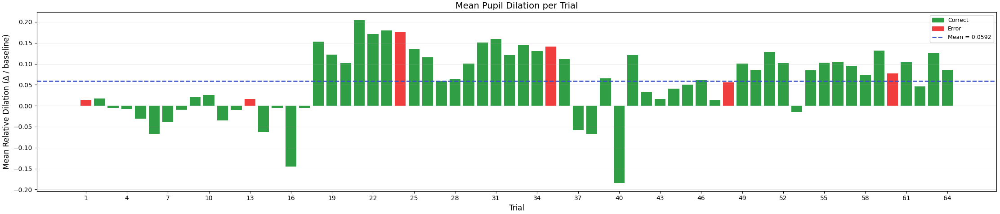 Mean Pupil Dilation per Trial
Mean Relative Dilation (Δ / baseline)
0.20
0.15
0.10
0.05
0.00
−0.05
−0.10
−0.15
−0.20
Correct
Error
Mean = 0.0592
1 4 7 10 13 16 19 22 25 28 31 34 37 40 43 46 49 52 55 58 61 64
Trial